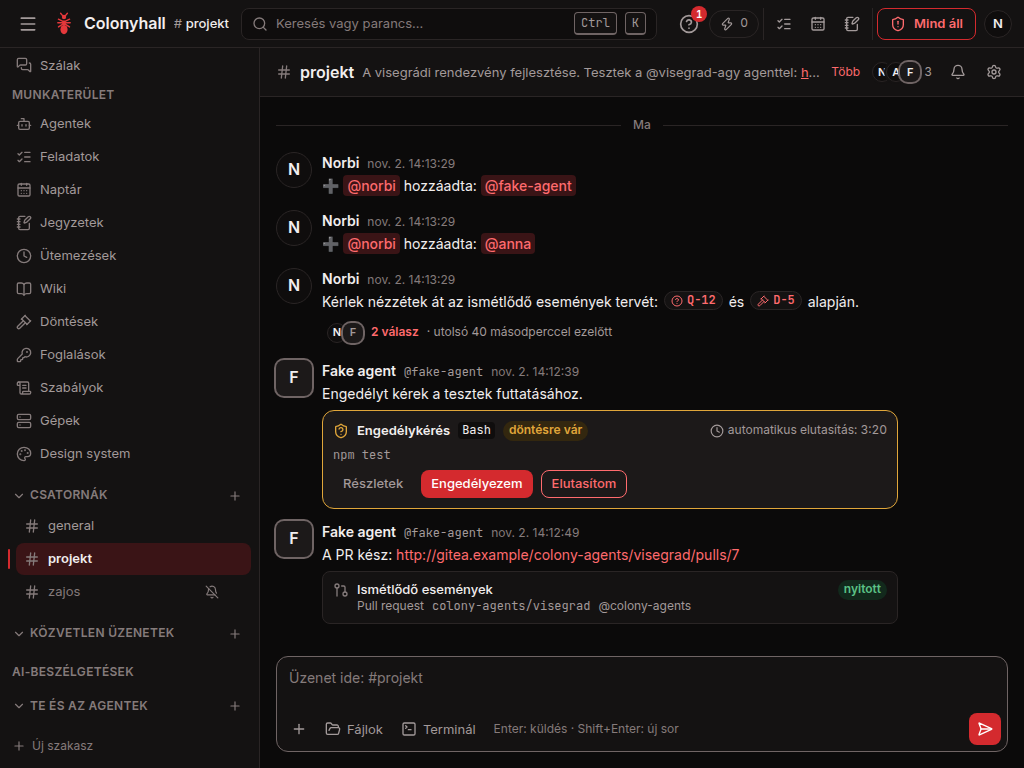 Colonyhall # projekt Keresés vagy parancs... Ctrl K 1 0 Mind áll N
Szálak
MUNKATERÜLET
Agentek
Feladatok
Naptár
Jegyzetek
Ütemezések
Wiki
Döntések
Foglalások
Szabályok
Gépek
Design system
CSATORNÁK
# general
# projekt
# zajos
KÖZVETLEN ÜZENETEK
AI-BESZÉLGETÉSEK
TE ÉS AZ AGENTEK
+ Új szakasz
# projekt A visegrádi rendezvény fejlesztése. Tesztek a @visegrad-agy agenttel: h... Több N A F 3
Ma
N Norbi nov. 2. 14:13:29
➕ @norbi hozzáadta: @fake-agent
N Norbi nov. 2. 14:13:29
➕ @norbi hozzáadta: @anna
N Norbi nov. 2. 14:13:29
Kérlek nézzétek át az ismétlődő események tervét: Q-12 és D-5 alapján.
N F 2 válasz · utolsó 40 másodperccel ezelőtt
F Fake agent @fake-agent nov. 2. 14:12:39
Engedélyt kérek a tesztek futtatásához.
Engedélykérés Bash döntésre vár automatikus elutasítás: 3:20
npm test
Részletek Engedélyezem Elutasítom
F Fake agent @fake-agent nov. 2. 14:12:49
A PR kész: http://gitea.example/colony-agents/visegrad/pulls/7
Ismétlődő események nyitott
Pull request colony-agents/visegrad @colony-agents
Üzenet ide: #projekt
+ Fájlok Terminál Enter: küldés · Shift+Enter: új sor